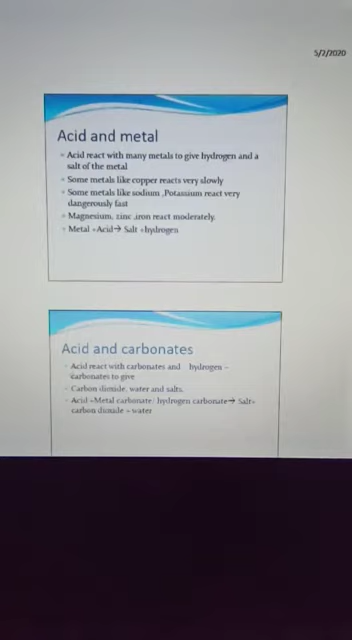 5/2/2020
Acid and metal
Acid react with many metals to give hydrogen and a
salt of the metal
Some metals like copper reacts very slowly
Some metals like sodium ,Potassium react very
dangerously fast
Magnesium, zinc ,iron react moderately.
Metal +Acid→ Salt +hydrogen
Acid and carbonates
Acid react with carbonates and hydrogen –
carbonates to give
Carbon dioxide, water and salts.
Acid +Metal carbonate/ hydrogen carbonate→ Salt+
carbon dioxide + water